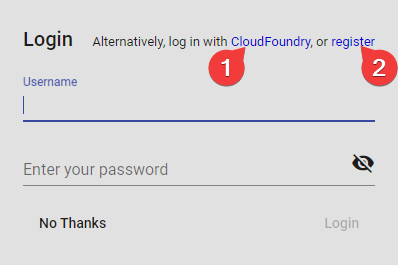 Login Alternatively, log in with CloudFoundry, or register
1 2
Username
Enter your password
No Thanks Login